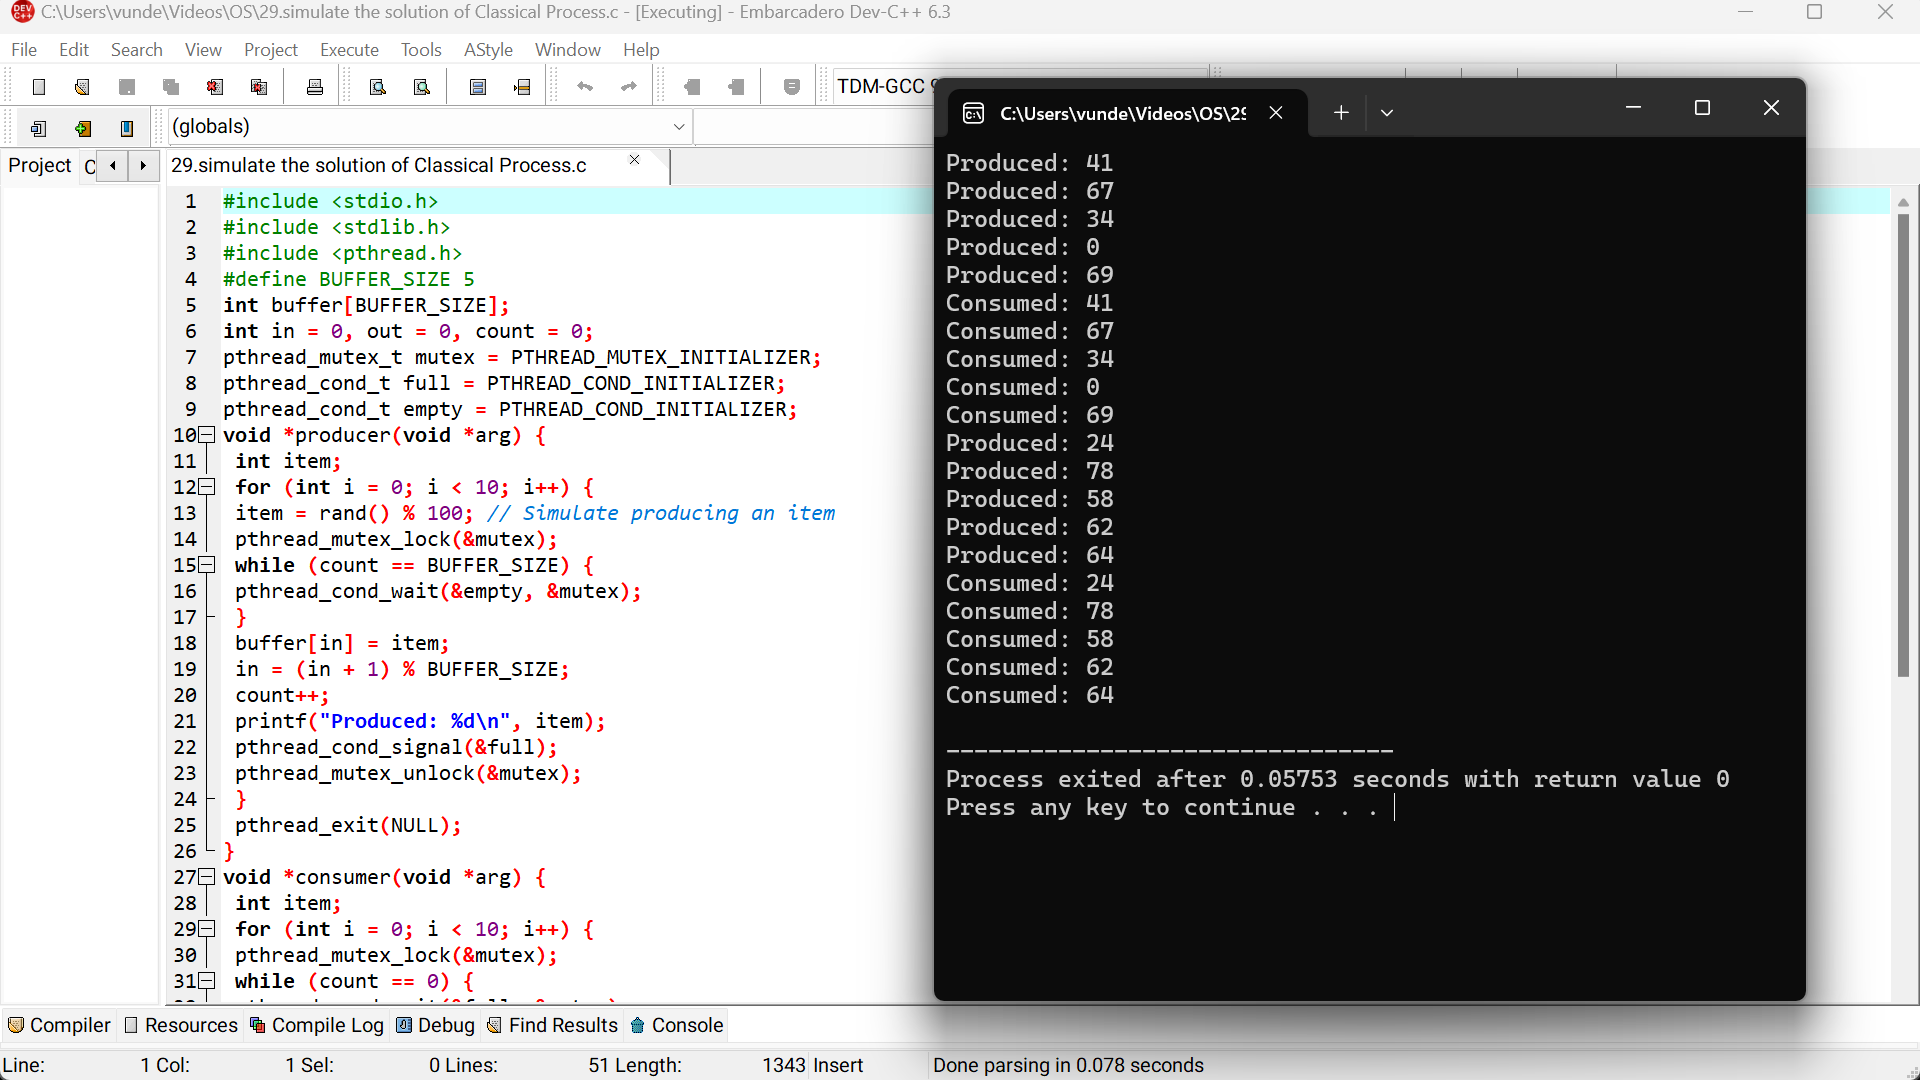 C:\Users\vunde\Videos\OS\29.simulate the solution of Classical Process.c - [Executing] - Embarcadero Dev-C++ 6.3
File Edit Search View Project Execute Tools AStyle Window Help
TDM-GCC
(globals)
Project
29.simulate the solution of Classical Process.c
1 #include <stdio.h>
2 #include <stdlib.h>
3 #include <pthread.h>
4 #define BUFFER_SIZE 5
5 int buffer[BUFFER_SIZE];
6 int in = 0, out = 0, count = 0;
7 pthread_mutex_t mutex = PTHREAD_MUTEX_INITIALIZER;
8 pthread_cond_t full = PTHREAD_COND_INITIALIZER;
9 pthread_cond_t empty = PTHREAD_COND_INITIALIZER;
10 void *producer(void *arg) {
11 int item;
12 for (int i = 0; i < 10; i++) {
13 item = rand() % 100; // Simulate producing an item
14 pthread_mutex_lock(&mutex);
15 while (count == BUFFER_SIZE) {
16 pthread_cond_wait(&empty, &mutex);
17 }
18 buffer[in] = item;
19 in = (in + 1) % BUFFER_SIZE;
20 count++;
21 printf("Produced: %d\n", item);
22 pthread_cond_signal(&full);
23 pthread_mutex_unlock(&mutex);
24 }
25 pthread_exit(NULL);
26 }
27 void *consumer(void *arg) {
28 int item;
29 for (int i = 0; i < 10; i++) {
30 pthread_mutex_lock(&mutex);
31 while (count == 0) {
C:\Users\vunde\Videos\OS\29
Produced: 41
Produced: 67
Produced: 34
Produced: 0
Produced: 69
Consumed: 41
Consumed: 67
Consumed: 34
Consumed: 0
Consumed: 69
Produced: 24
Produced: 78
Produced: 58
Produced: 62
Produced: 64
Consumed: 24
Consumed: 78
Consumed: 58
Consumed: 62
Consumed: 64
--------------------------------
Process exited after 0.05753 seconds with return value 0
Press any key to continue . . .
Compiler Resources Compile Log Debug Find Results Console
Line: 1 Col: 1 Sel: 0 Lines: 51 Length: 1343 Insert Done parsing in 0.078 seconds